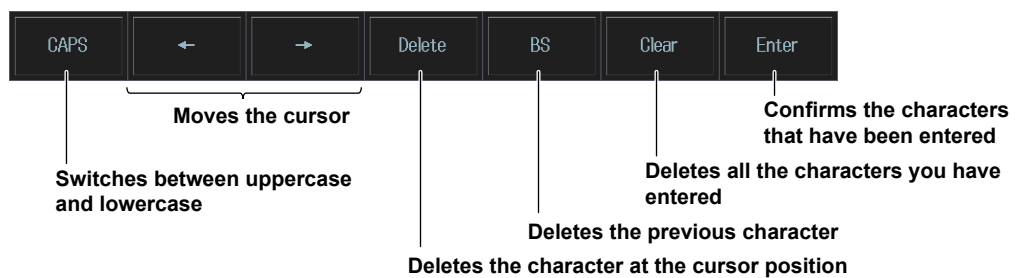 CAPS ← → Delete BS Clear Enter
Moves the cursor
Confirms the characters
that have been entered
Switches between uppercase
and lowercase
Deletes all the characters you have
entered
Deletes the previous character
Deletes the character at the cursor position